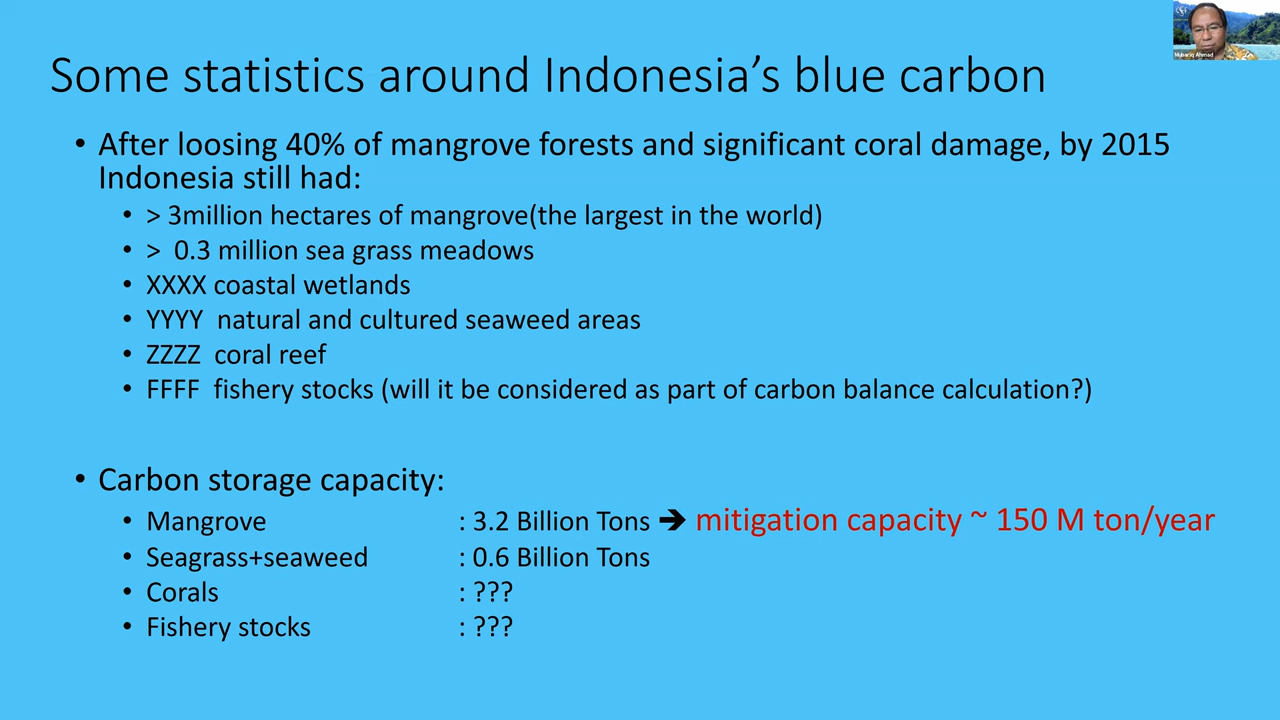 Some statistics around Indonesia's blue carbon
• After loosing 40% of mangrove forests and significant coral damage, by 2015
Indonesia still had:
• > 3million hectares of mangrove(the largest in the world)
• > 0.3 million sea grass meadows
• XXXX coastal wetlands
• YYYY natural and cultured seaweed areas
• ZZZZ coral reef
• FFFF fishery stocks (will it be considered as part of carbon balance calculation?)
• Carbon storage capacity:
• Mangrove : 3.2 Billion Tons ➔ mitigation capacity ~ 150 M ton/year
• Seagrass+seaweed : 0.6 Billion Tons
• Corals : ???
• Fishery stocks : ???
Mubariq Ahmad